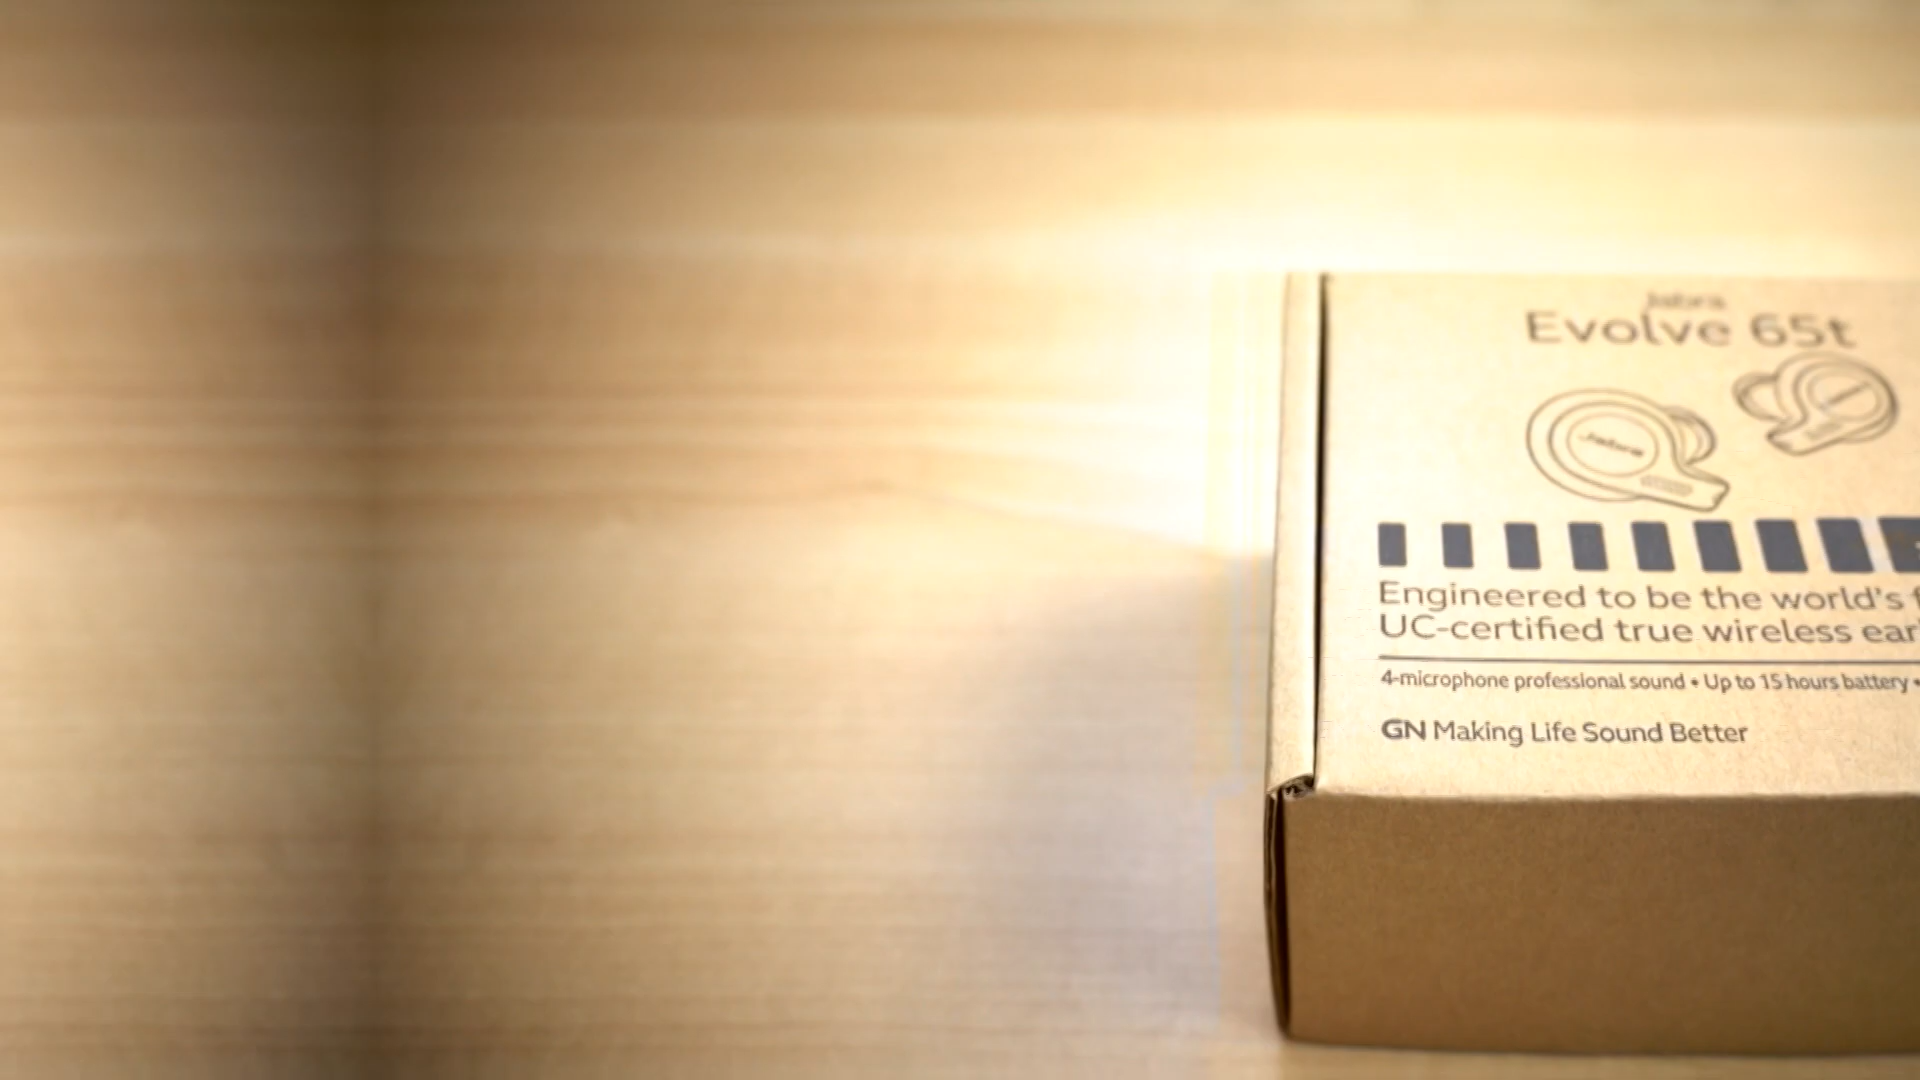 Jabra
Evolve 65t
Jabra
Engineered to be the world's f
UC-certified true wireless ear
4-microphone professional sound • Up to 15 hours battery •
GN Making Life Sound Better